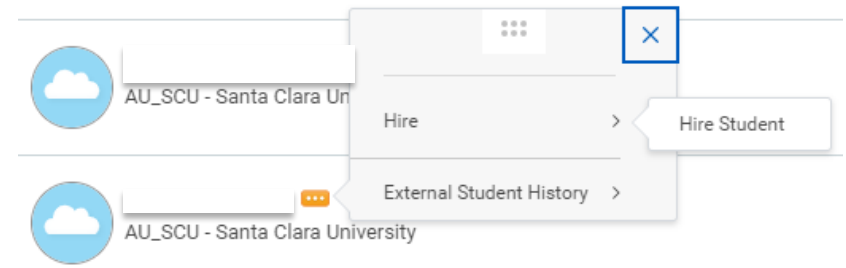 AU_SCU - Santa Clara Un
Hire
Hire Student
External Student History
AU_SCU - Santa Clara University